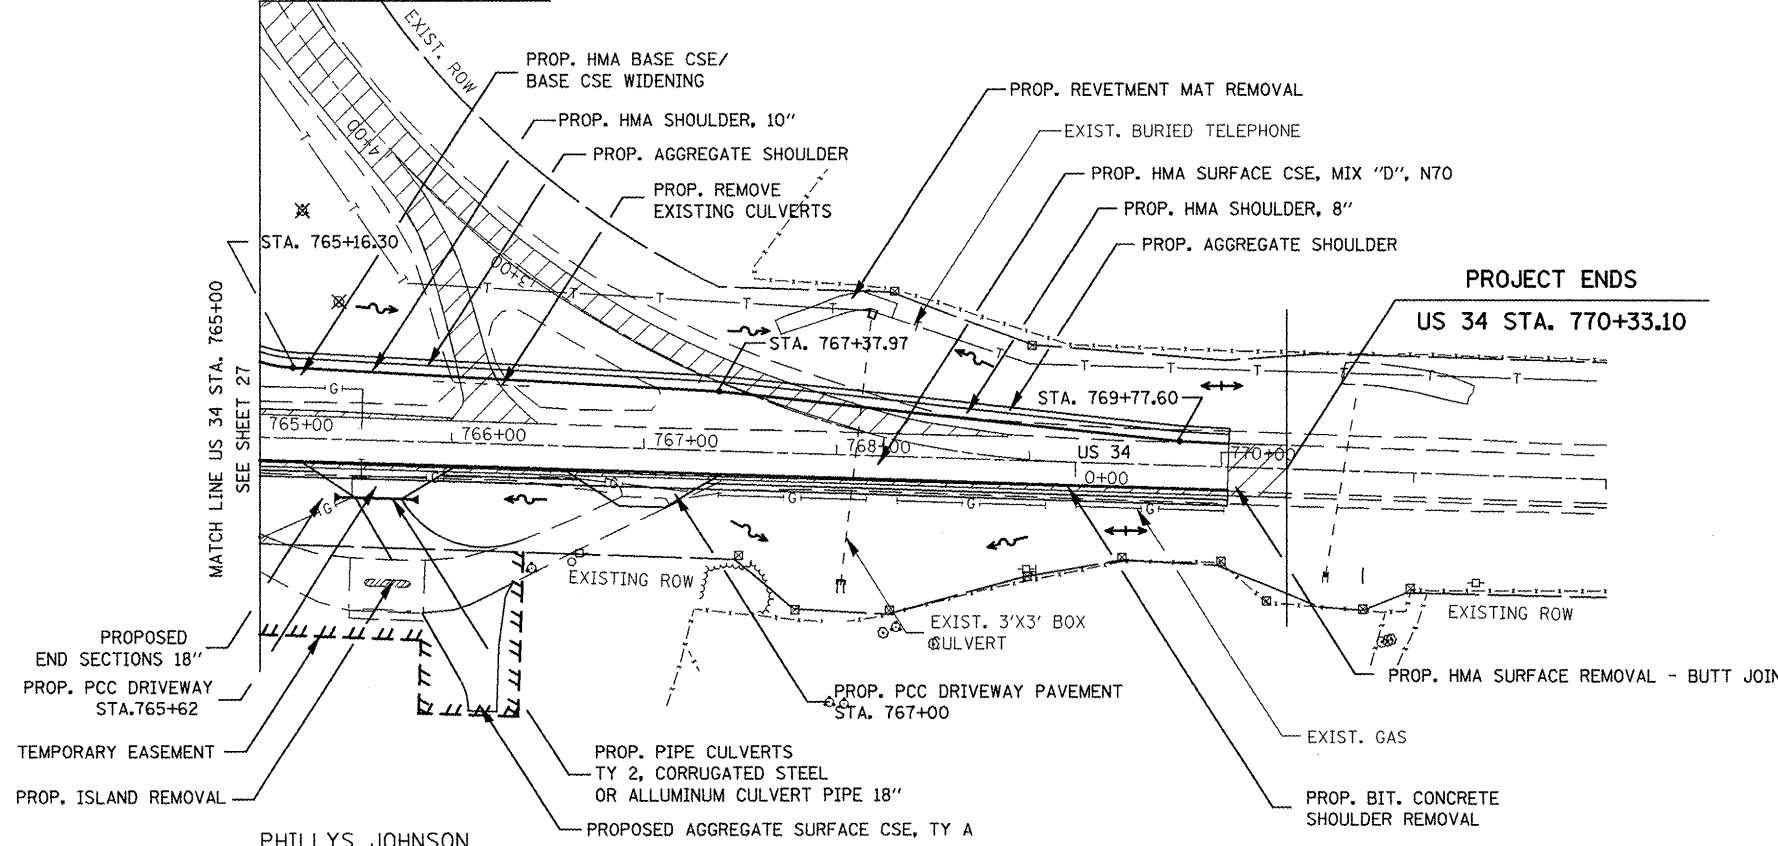 EXIST. ROW
PROP. HMA BASE CSE/
BASE CSE WIDENING
PROP. HMA SHOULDER, 10"
PROP. AGGREGATE SHOULDER
PROP. REMOVE
EXISTING CULVERTS
PROP. REVETMENT MAT REMOVAL
EXIST. BURIED TELEPHONE
PROP. HMA SURFACE CSE, MIX "D", N70
PROP. HMA SHOULDER, 8"
PROP. AGGREGATE SHOULDER
PROJECT ENDS
US 34 STA. 770+33.10
4+00
3+00
STA. 765+16.30
STA. 767+37.97
STA. 769+77.60
MATCH LINE US 34 STA. 765+00
SEE SHEET 27
T
T
T
T
T
T
T
T
T
T
T
T
T
G
765+00
766+00
767+00
768+00
US 34
770+00
0+00
G
G
G
G
G
G
EXISTING ROW
EXISTING ROW
EXIST. 3'X3' BOX
CULVERT
PROPOSED
END SECTIONS 18"
PROP. PCC DRIVEWAY
STA.765+62
TEMPORARY EASEMENT
PROP. ISLAND REMOVAL
PROP. PCC DRIVEWAY PAVEMENT
STA. 767+00
PROP. HMA SURFACE REMOVAL - BUTT JOIN
EXIST. GAS
PROP. PIPE CULVERTS
TY 2, CORRUGATED STEEL
OR ALLUMINUM CULVERT PIPE 18"
PROP. BIT. CONCRETE
SHOULDER REMOVAL
PROPOSED AGGREGATE SURFACE CSE, TY A
PHILLYS JOHNSON